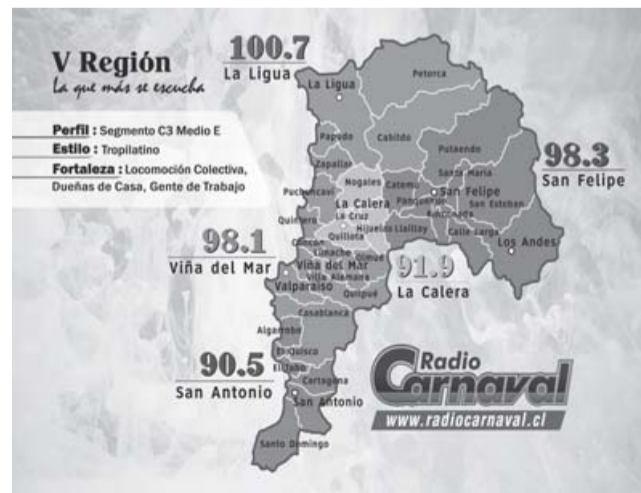 V Región
La que más se escucha
Perfil : Segmento C3 Medio E
Estilo : Tropilatino
Fortaleza : Locomoción Colectiva,
Dueñas de Casa, Gente de Trabajo
100.7
La Ligua
La Ligua
Petorca
Papudo
Cabildo
Zapallar
Putaendo
98.3
San Felipe
Santa María
Nogales
Catemu
San Felipe
Puchuncavi
La Calera
Panquehue
San Esteban
La Cruz
Rinconada
Quintero
Hijuelas
Llaillay
Calle Larga
Los Andes
Quillota
98.1
Viña del Mar
Limache
Olmué
Viña del Mar
Villa Alemana
91.9
La Calera
Valparaíso
Quilpué
Casablanca
Algarrobo
El Quisco
90.5
San Antonio
El Tabo
Cartagena
San Antonio
Santo Domingo
Radio
Carnaval
www.radiocarnaval.cl